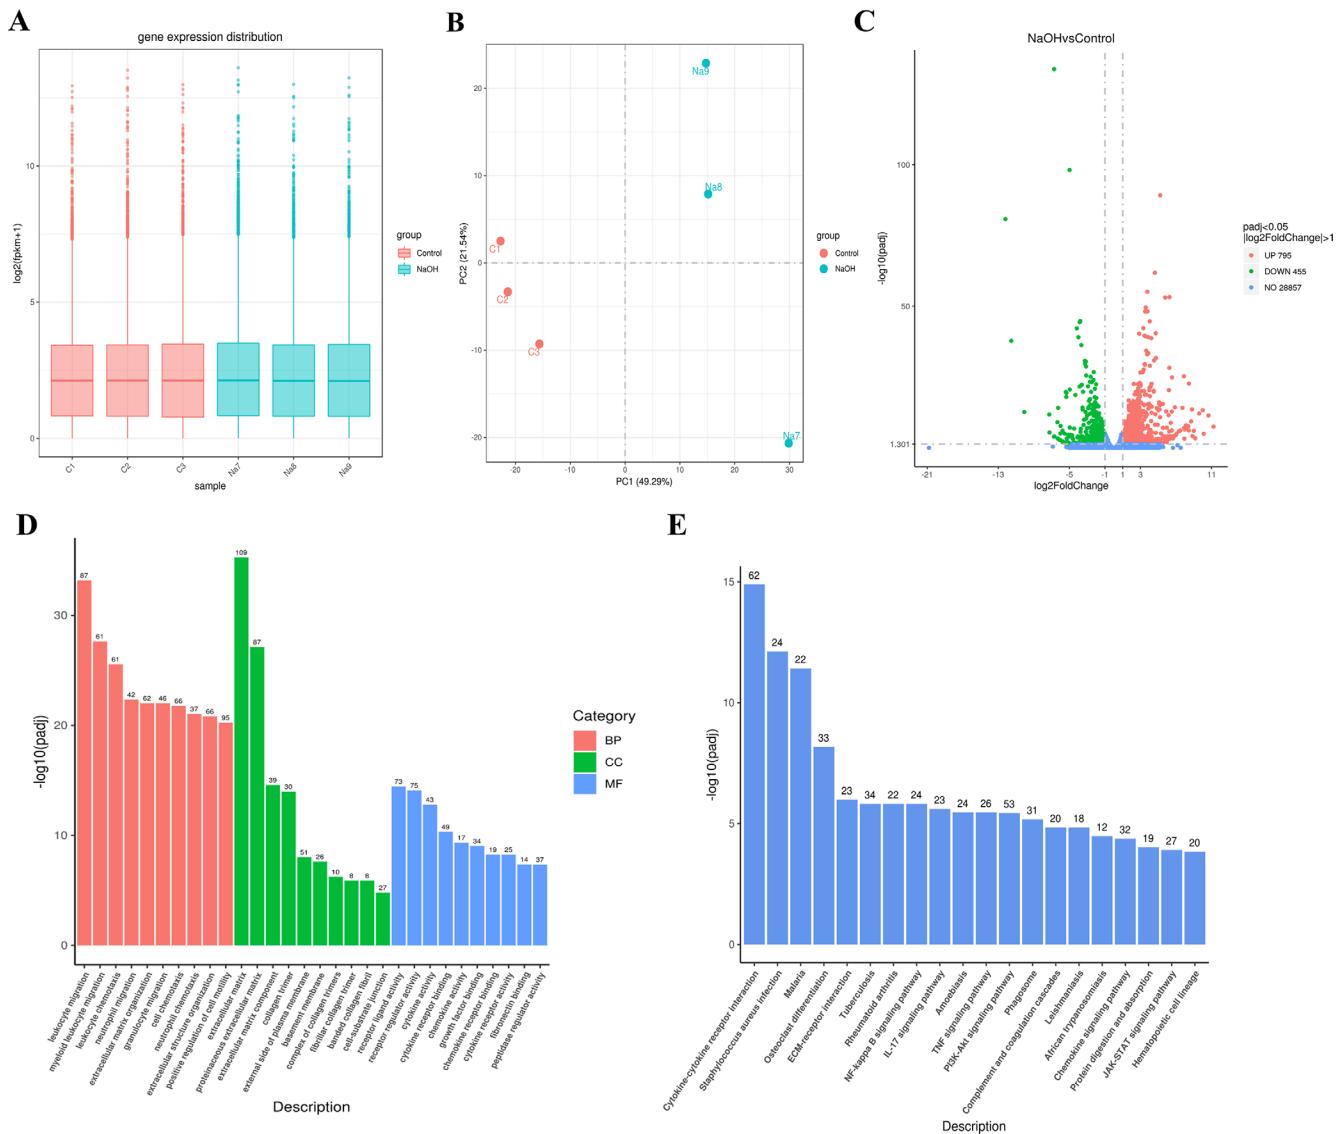 A
gene expression distribution
log2(fpkm+1)
10
5
0
C1
C2
C3
Na7
Na8
Na9
sample
group
Control
NaOH
B
PC2 (21.54%)
20
10
0
-10
-20
Na9
Na8
C1
C2
C3
Na7
-20
-10
0
10
20
30
PC1 (49.29%)
group
Control
NaOH
C
NaOHvsControl
-log10(padj)
100
50
1.301
-21
-13
-5
-1
1
3
11
log2FoldChange
padj<0.05
|log2FoldChange|>1
UP 795
DOWN 455
NO 28857
D
-log10(padj)
30
20
10
0
87
61
61
42
62
46
66
37
66
95
109
87
39
30
51
26
10
8
8
27
73
75
43
49
17
34
19
25
14
37
leukocyte migration
myeloid leukocyte migration
leukocyte chemotaxis
neutrophil migration
extracellular matrix organization
granulocyte migration
cell chemotaxis
neutrophil chemotaxis
extracellular structure organization
positive regulation of cell motility
extracellular matrix
proteinaceous extracellular matrix
extracellular matrix component
collagen trimer
external side of plasma membrane
basement membrane
complex of collagen trimers
fibrillar collagen trimer
banded collagen fibril
cell-substrate junction
receptor ligand activity
receptor regulator activity
cytokine activity
cytokine receptor binding
chemokine activity
growth factor binding
chemokine receptor binding
cytokine receptor activity
fibronectin binding
peptidase regulator activity
Description
Category
BP
CC
MF
E
-log10(padj)
15
10
5
0
62
24
22
33
23
34
22
24
23
24
26
53
31
20
18
12
32
19
27
20
Cytokine-cytokine receptor interaction
Staphylococcus aureus infection
Malaria
Osteoclast differentiation
ECM-receptor interaction
Tuberculosis
Rheumatoid arthritis
NF-kappa B signaling pathway
IL-17 signaling pathway
Amoebiasis
TNF signaling pathway
PI3K-Akt signaling pathway
Phagosome
Complement and coagulation cascades
Leishmaniasis
African trypanosomiasis
Chemokine signaling pathway
Protein digestion and absorption
JAK-STAT signaling pathway
Hematopoietic cell lineage
Description